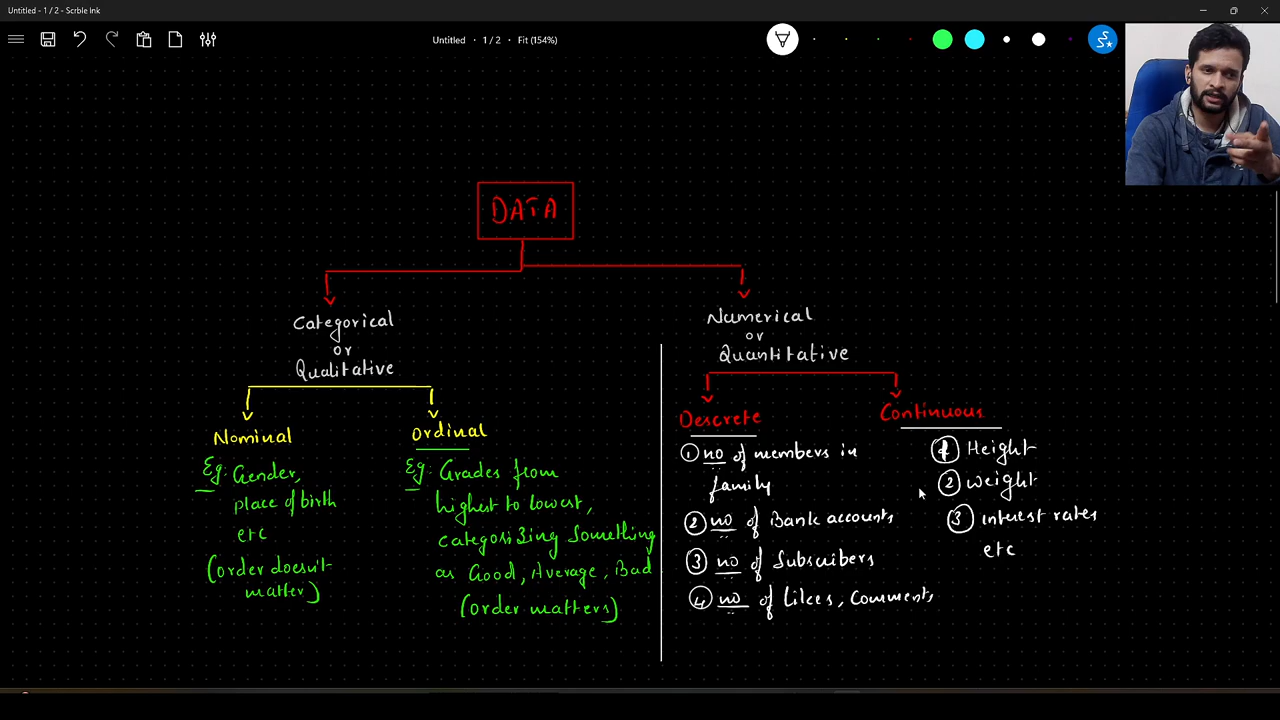 Untitled - 1 / 2 - Scrble Ink
Untitled • 1 / 2 • Fit (154%)
DATA
Categorical
or
Qualitative
Numerical
or
Quantitative
Nominal
Eg: Gender,
place of birth
etc
(order doesn't
matter)
Ordinal
Eg: Grades from
highest to lowest,
categorizing something
as Good, Average, Bad
(order matters)
Descrete
① no of members in
family
② no of Bank accounts
③ no of Subscribers
④ no of Likes, Comments
Continuous
① Height
② Weight
③ interest rates
etc